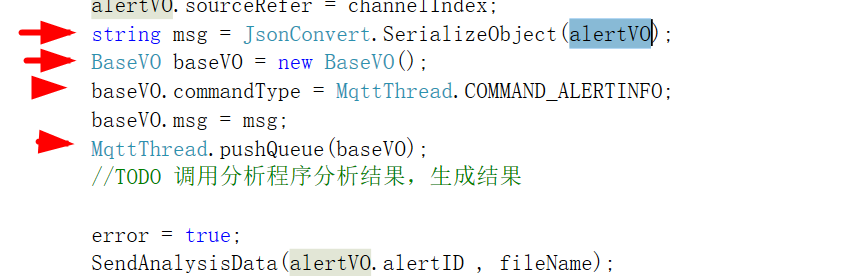 alertVO.sourceRefer = channelIndex;
string msg = JsonConvert.SerializeObject(alertVO);
BaseVO baseVO = new BaseVO();
baseVO.commandType = MqttThread.COMMAND_ALERTINFO;
baseVO.msg = msg;
MqttThread.pushQueue(baseVO);
//TODO 调用分析程序分析结果，生成结果
error = true;
SendAnalysisData(alertVO.alertID , fileName);